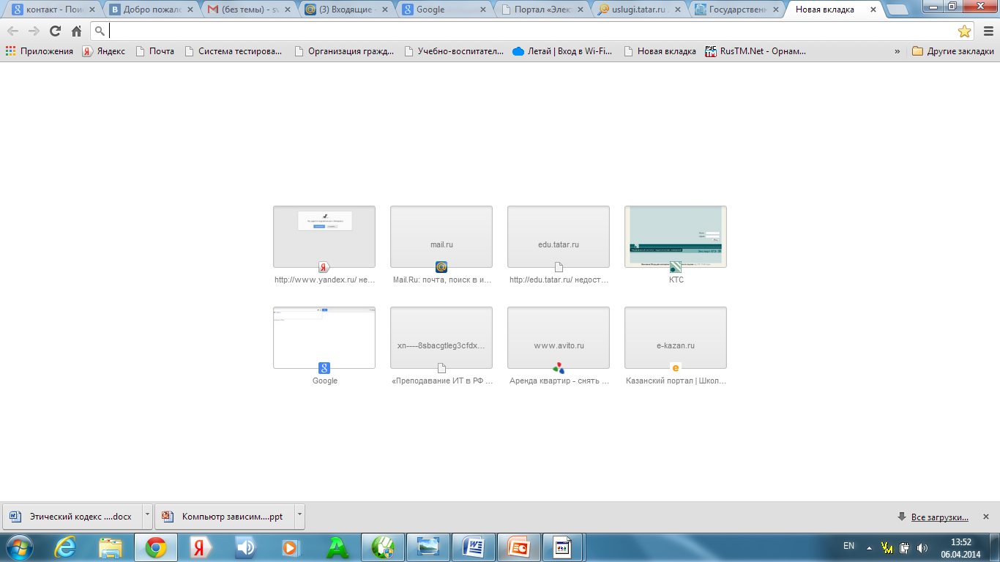 контакт - Пои
Добро пожал
(без темы) - sv
(3) Входящие -
Google
Портал «Элек
uslugi.tatar.ru
Государствен
Новая вкладка
Приложения
Яндекс
Почта
Система тестирова...
Организация гражд...
Учебно-воспитател...
Летай | Вход в Wi-Fi...
Новая вкладка
RusTM.Net - Орнам...
»
Другие закладки
mail.ru
edu.tatar.ru
http://www.yandex.ru/ не...
Mail.Ru: почта, поиск в и...
http://edu.tatar.ru/ недост...
КТС
xn----8sbacgtleg3cfdx...
www.avito.ru
e-kazan.ru
Google
«Преподавание ИТ в РФ ...
Аренда квартир - снять ...
Казанский портал | Школ...
Этический кодекс ....docx
Компьютр зависим....ppt
Все загрузки...
EN
13:52
06.04.2014